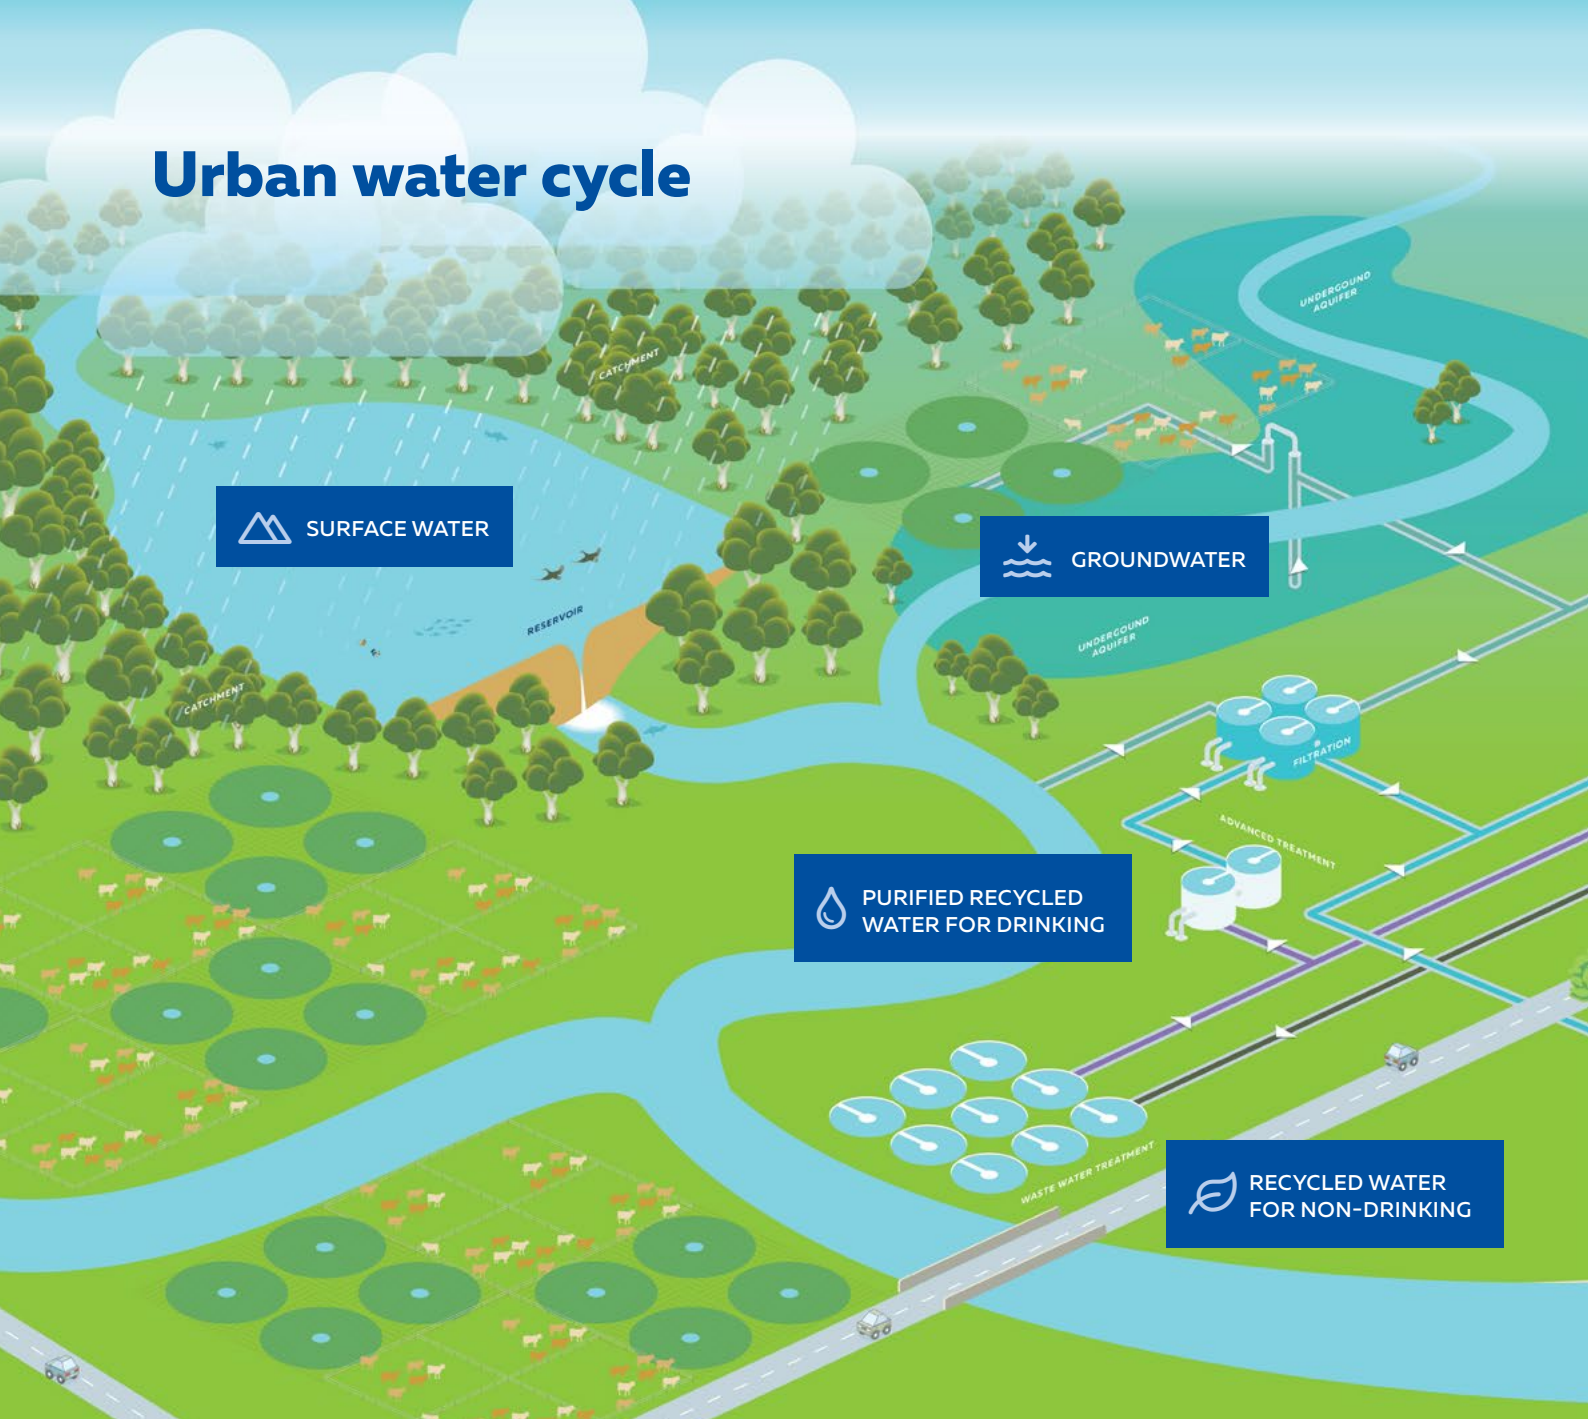 Urban water cycle
UNDERGOUND
AQUIFER
CATCHMENT
SURFACE WATER
GROUNDWATER
RESERVOIR
UNDERGOUND
AQUIFER
CATCHMENT
FILTRATION
ADVANCED TREATMENT
PURIFIED RECYCLED
WATER FOR DRINKING
WASTE WATER TREATMENT
RECYCLED WATER
FOR NON-DRINKING